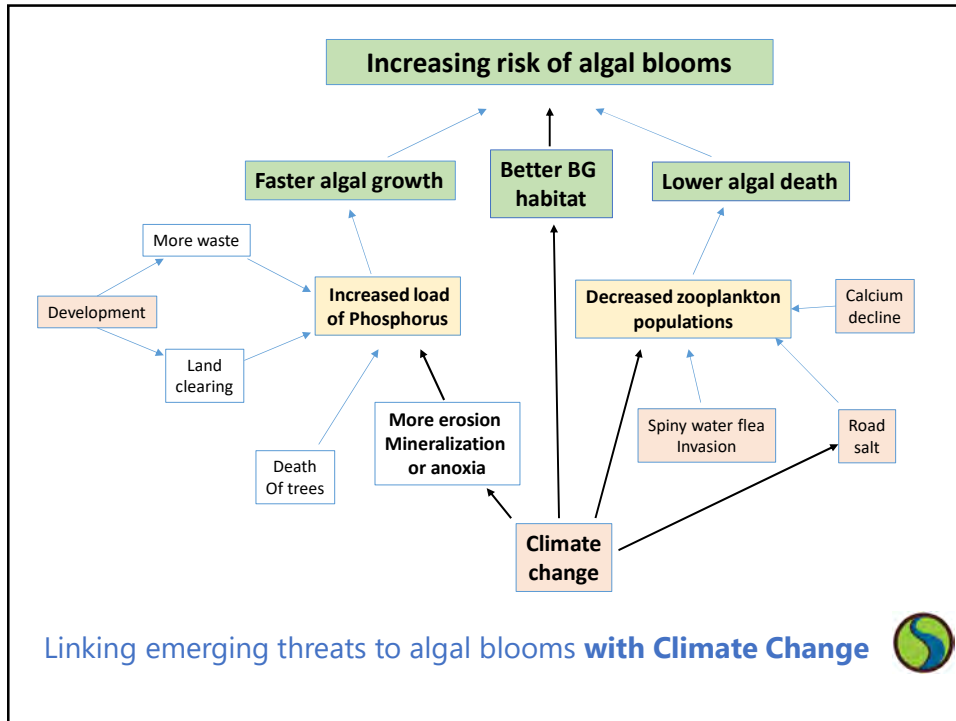 Increasing risk of algal blooms
Faster algal growth
Better BG
habitat
Lower algal death
More waste
Development
Land
clearing
Increased load
of Phosphorus
Decreased zooplankton
populations
Calcium
decline
More erosion
Mineralization
or anoxia
Death
Of trees
Spiny water flea
Invasion
Road
salt
Climate
change
Linking emerging threats to algal blooms with Climate Change